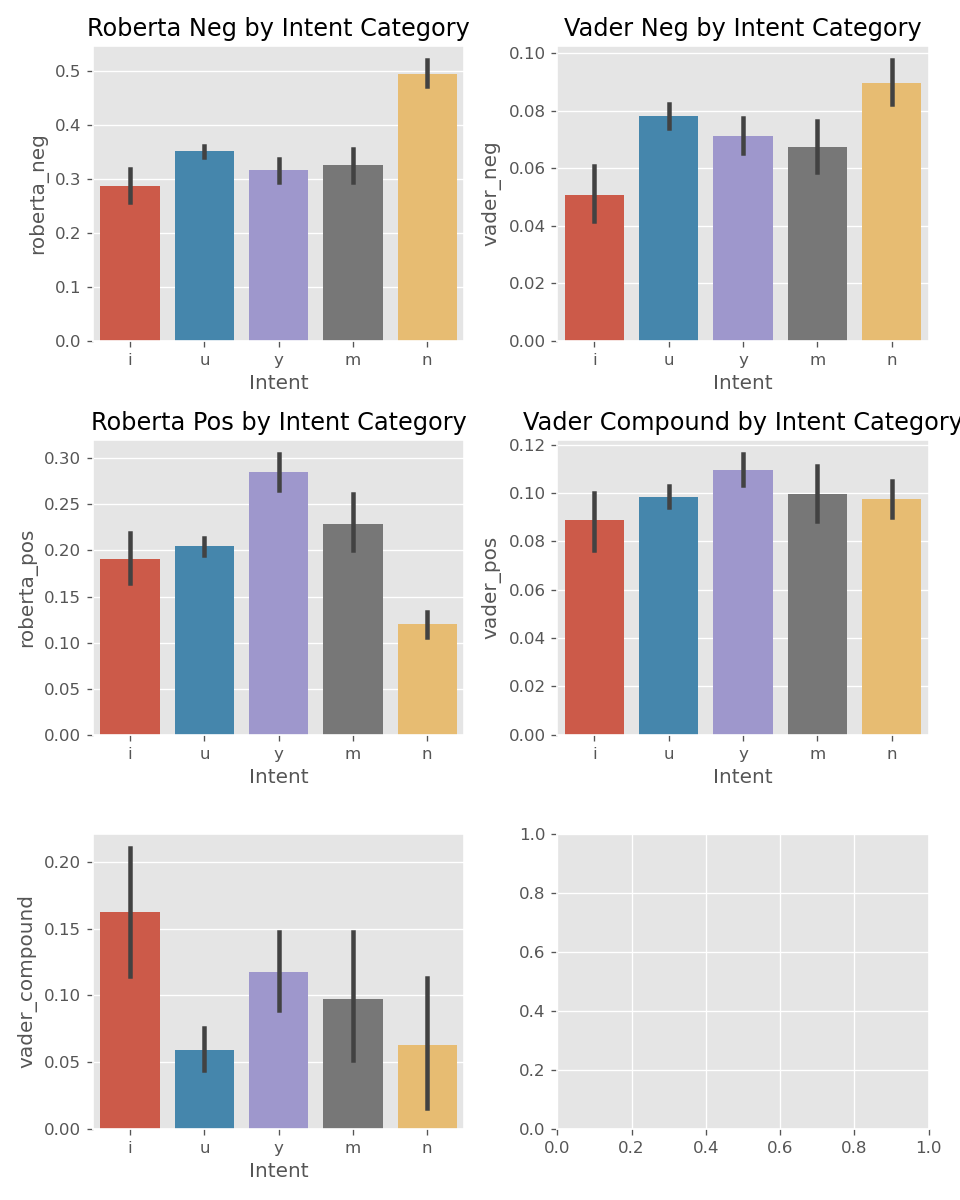 Roberta Neg by Intent Category
roberta_neg
0.5
0.4
0.3
0.2
0.1
0.0
i u y m n
Intent
Vader Neg by Intent Category
vader_neg
0.10
0.08
0.06
0.04
0.02
0.00
i u y m n
Intent
Roberta Pos by Intent Category
roberta_pos
0.30
0.25
0.20
0.15
0.10
0.05
0.00
i u y m n
Intent
Vader Compound by Intent Category
vader_pos
0.12
0.10
0.08
0.06
0.04
0.02
0.00
i u y m n
Intent
vader_compound
0.20
0.15
0.10
0.05
0.00
i u y m n
Intent
1.0
0.8
0.6
0.4
0.2
0.0
0.0 0.2 0.4 0.6 0.8 1.0